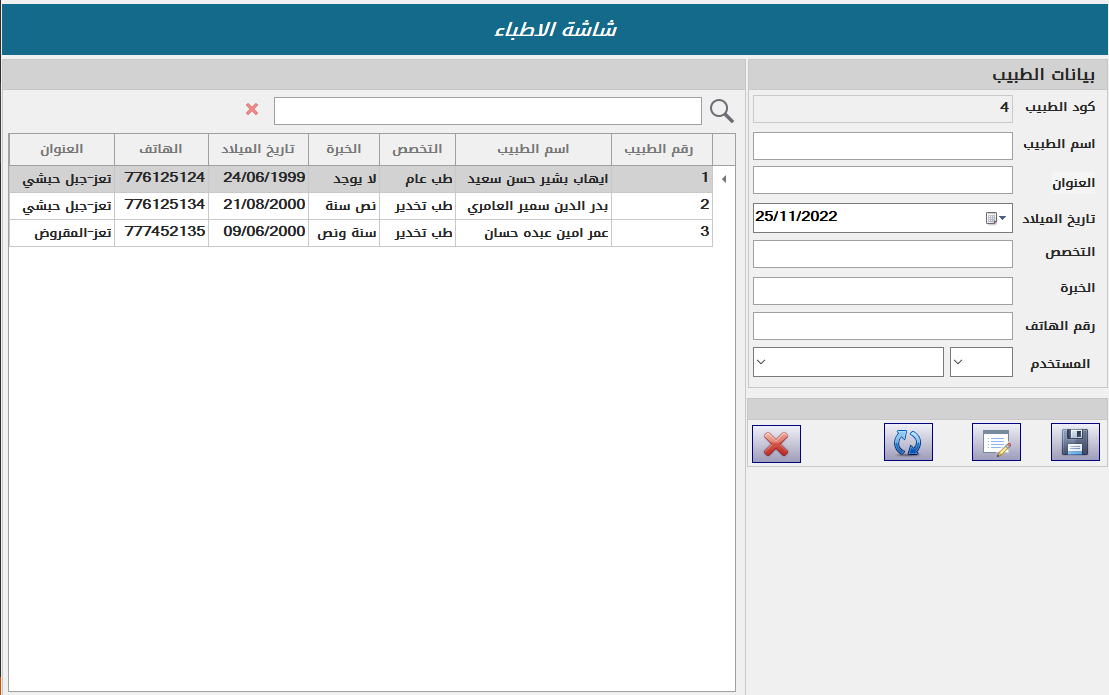 شاشة الاطباء
بيانات الطبيب
كود الطبيب 4
اسم الطبيب
العنوان
تاريخ الميلاد 25/11/2022
التخصص
الخبرة
رقم الهاتف
المستخدم
رقم الطبيب اسم الطبيب التخصص الخبرة تاريخ الميلاد الهاتف العنوان
1 ايهاب بشير حسن سعيد طب عام لا يوجد 24/06/1999 776125124 تعز-جبل حبشي
2 بدر الدين سمير العامري طب تخدير نص سنة 21/08/2000 776125134 تعز-جبل حبشي
3 عمر امين عبده حسان طب تخدير سنة ونص 09/06/2000 777452135 تعز-المقروض